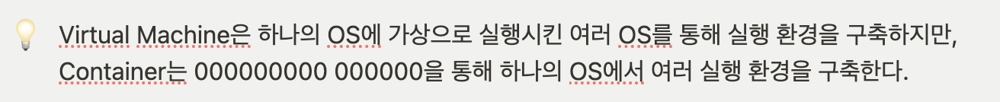 Virtual Machine은 하나의 OS에 가상으로 실행시킨 여러 OS를 통해 실행 환경을 구축하지만,
Container는 000000000 000000을 통해 하나의 OS에서 여러 실행 환경을 구축한다.